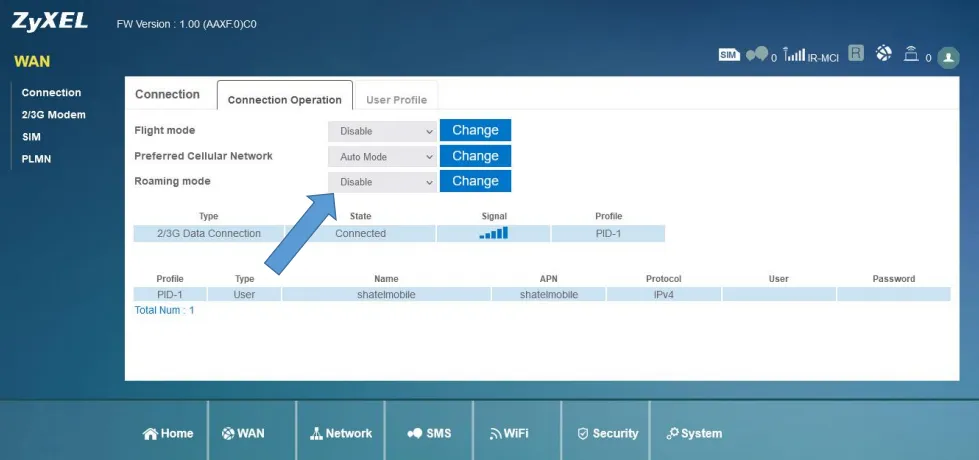 ZyXEL FW Version : 1.00 (AAXF.0)C0
WAN
SIM 0 IR-MCI R 0
Connection
2/3G Modem
SIM
PLMN
Connection Connection Operation User Profile
Flight mode Disable Change
Preferred Cellular Network Auto Mode Change
Roaming mode Disable Change
Type State Signal Profile
2/3G Data Connection Connected PID-1
Profile Type Name APN Protocol User Password
PID-1 User shatelmobile shatelmobile IPv4
Total Num : 1
Home WAN Network SMS WiFi Security System